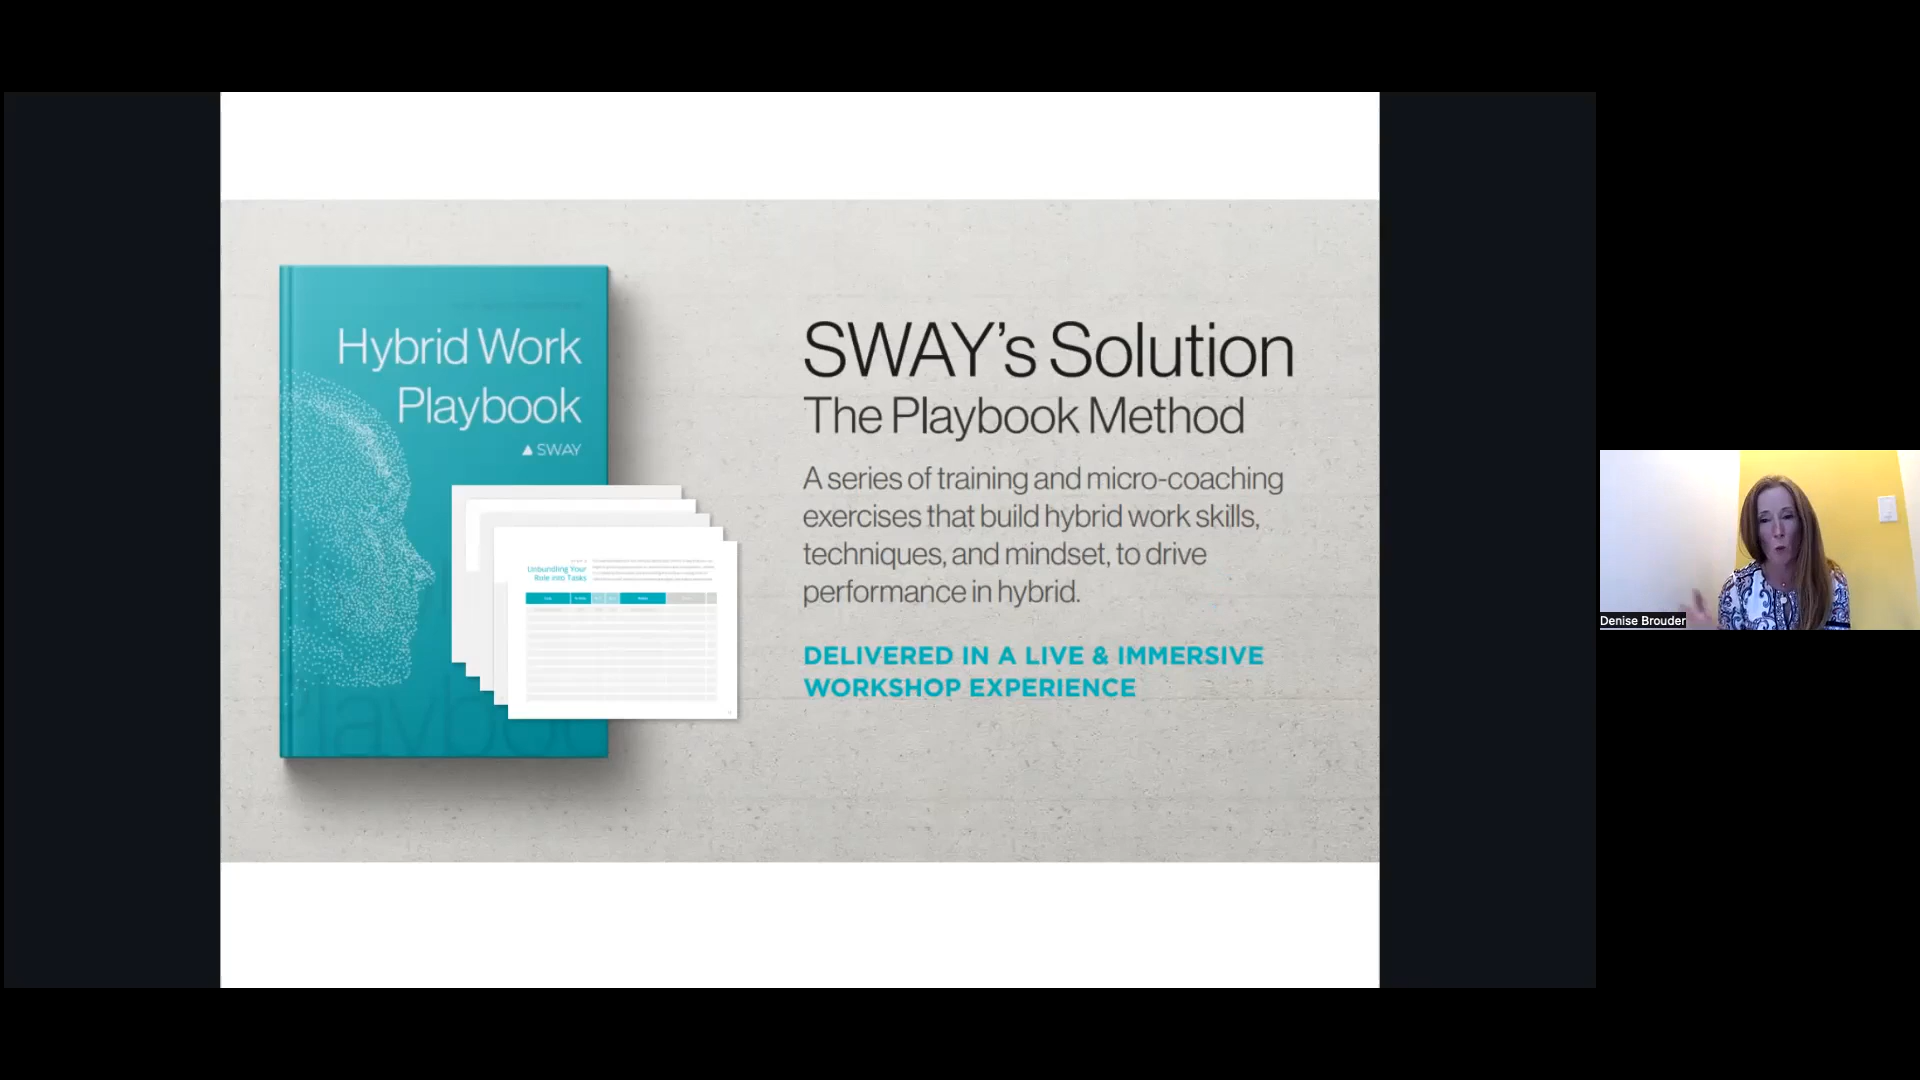 Hybrid Work
Playbook
SWAY
Unbundling Your
Role into Tasks
Playbook
SWAY's Solution
The Playbook Method
A series of training and micro-coaching
exercises that build hybrid work skills,
techniques, and mindset, to drive
performance in hybrid.
DELIVERED IN A LIVE & IMMERSIVE
WORKSHOP EXPERIENCE
Denise Brouder